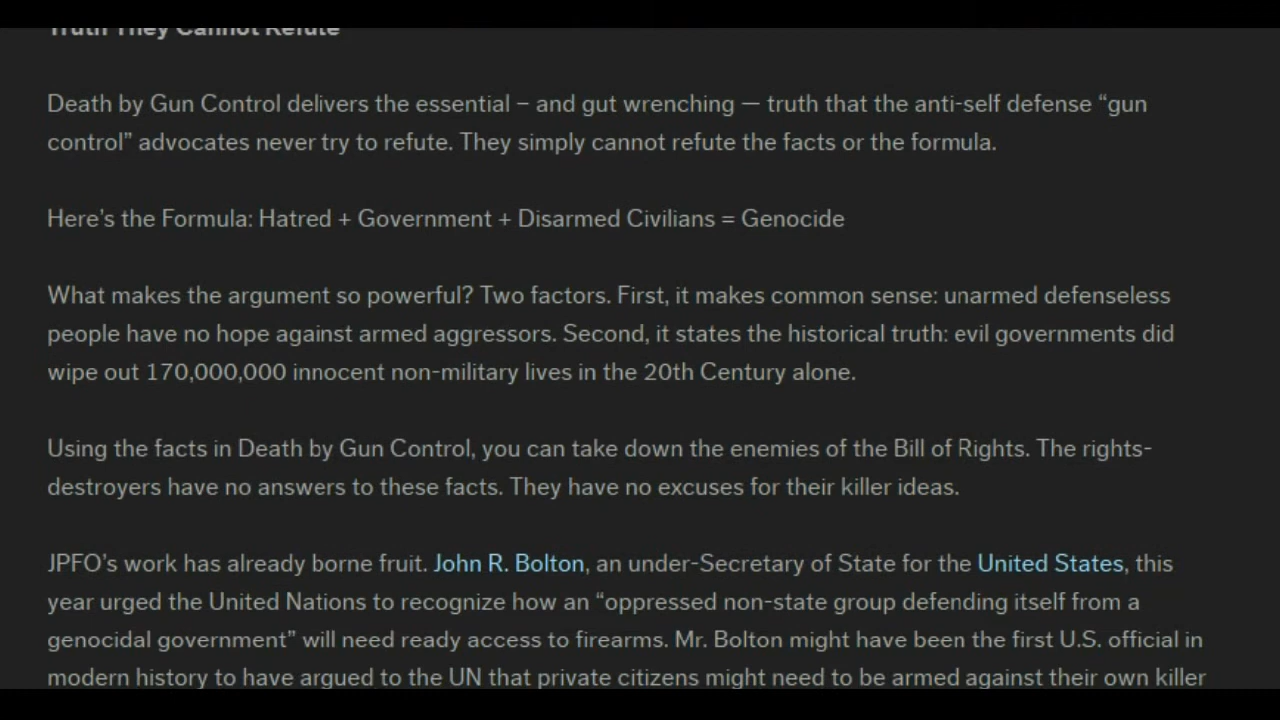 Truth They Cannot Refute
Death by Gun Control delivers the essential – and gut wrenching — truth that the anti-self defense “gun
control” advocates never try to refute. They simply cannot refute the facts or the formula.
Here’s the Formula: Hatred + Government + Disarmed Civilians = Genocide
What makes the argument so powerful? Two factors. First, it makes common sense: unarmed defenseless
people have no hope against armed aggressors. Second, it states the historical truth: evil governments did
wipe out 170,000,000 innocent non-military lives in the 20th Century alone.
Using the facts in Death by Gun Control, you can take down the enemies of the Bill of Rights. The rights-
destroyers have no answers to these facts. They have no excuses for their killer ideas.
JPFO’s work has already borne fruit. John R. Bolton, an under-Secretary of State for the United States, this
year urged the United Nations to recognize how an “oppressed non-state group defending itself from a
genocidal government” will need ready access to firearms. Mr. Bolton might have been the first U.S. official in
modern history to have argued to the UN that private citizens might need to be armed against their own killer